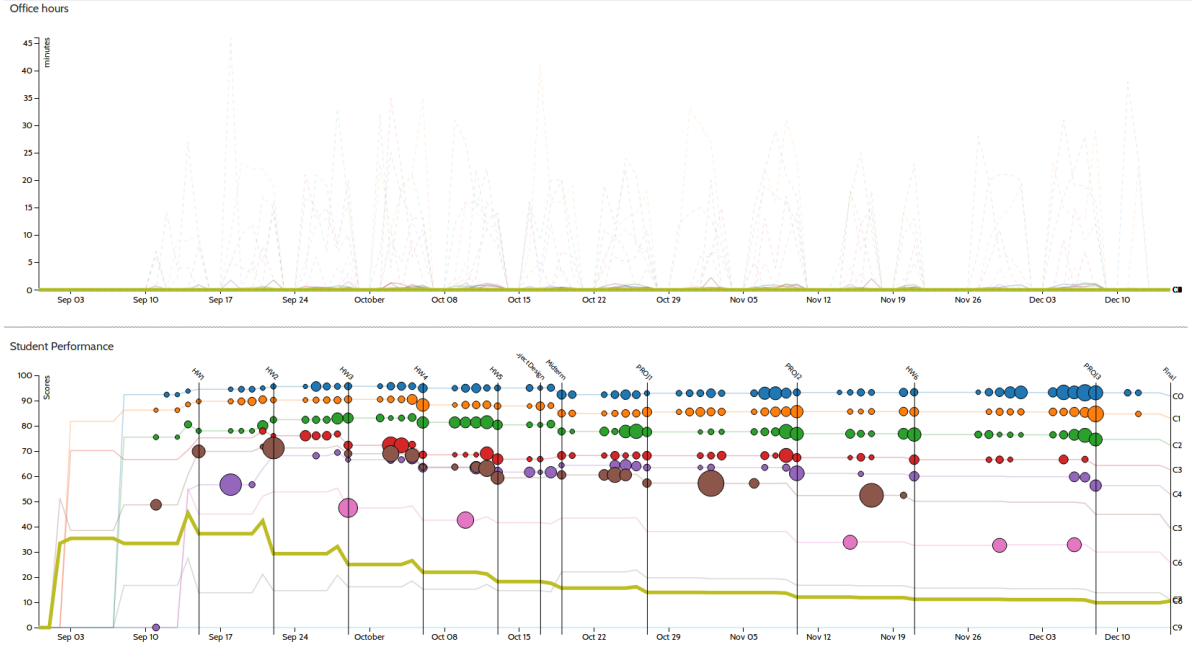 Office hours
minutes
45
40
35
30
25
20
15
10
5
0
Sep 03 Sep 10 Sep 17 Sep 24 October Oct 08 Oct 15 Oct 22 Oct 29 Nov 05 Nov 12 Nov 19 Nov 26 Dec 03 Dec 10
Student Performance
Scores
HW1 HW2 HW3 HW4 HW5 jectDesign Midterm PROJ1 PROJ2 HW6 PROJ3 Final
100
90
80
70
60
50
40
30
20
10
0
C0
C1
C2
C3
C4
C5
C6
C8
C9
Sep 03 Sep 10 Sep 17 Sep 24 October Oct 08 Oct 15 Oct 22 Oct 29 Nov 05 Nov 12 Nov 19 Nov 26 Dec 03 Dec 10